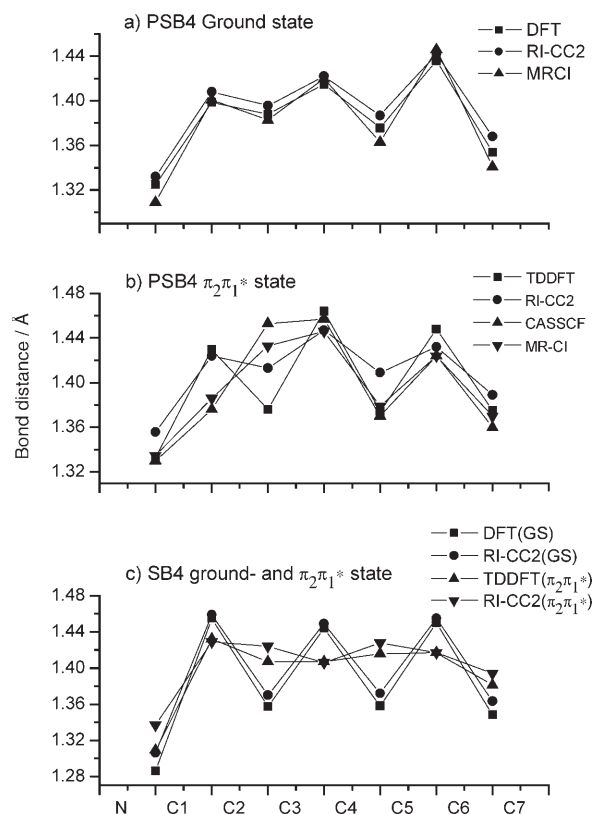 a) PSB4 Ground state
DFT
RI-CC2
MRCI
1.44
1.40
1.36
1.32
b) PSB4 π2π1* state
TDDFT
RI-CC2
CASSCF
MR-CI
1.48
1.44
1.40
1.36
1.32
Bond distance / Å
DFT(GS)
RI-CC2(GS)
TDDFT(π2π1*)
RI-CC2(π2π1*)
c) SB4 ground- and π2π1* state
1.48
1.44
1.40
1.36
1.32
1.28
N C1 C2 C3 C4 C5 C6 C7